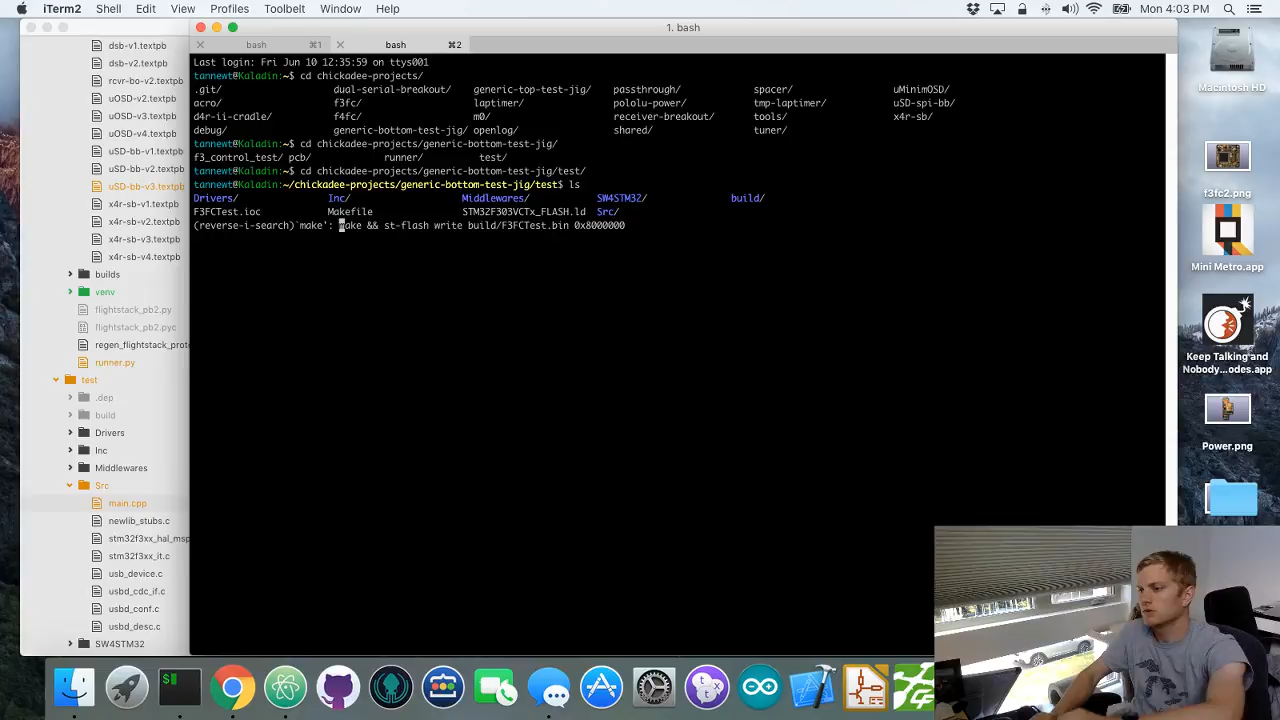 iTerm2 Shell Edit View Profiles Toolbelt Window Help Mon 4:03 PM
1. bash
bash ⌘1 bash ⌘2
Last login: Fri Jun 10 12:35:59 on ttys001
tannewt@Kaladin:~$ cd chickadee-projects/
.git/ dual-serial-breakout/ generic-top-test-jig/ passthrough/ spacer/ uMinimOSD/
acro/ f3fc/ laptimer/ pololu-power/ tmp-laptimer/ uSD-spi-bb/
d4r-ii-cradle/ f4fc/ m0/ receiver-breakout/ tools/ x4r-sb/
debug/ generic-bottom-test-jig/ openlog/ shared/ tuner/
tannewt@Kaladin:~$ cd chickadee-projects/generic-bottom-test-jig/
f3_control_test/ pcb/ runner/ test/
tannewt@Kaladin:~$ cd chickadee-projects/generic-bottom-test-jig/test/
tannewt@Kaladin:~/chickadee-projects/generic-bottom-test-jig/test$ ls
Drivers/ Inc/ Middlewares/ SW4STM32/ build/
F3FCTest.ioc Makefile STM32F303VCTx_FLASH.ld Src/
(reverse-i-search)`make': make && st-flash write build/F3FCTest.bin 0x8000000
dsb-v1.textpb
dsb-v2.textpb
rcvr-bo-v2.textpb
uOSD-v2.textpb
uOSD-v3.textpb
uOSD-v4.textpb
uSD-bb-v1.textpb
uSD-bb-v2.textpb
uSD-bb-v3.textpb
x4r-sb-v1.textpb
x4r-sb-v2.textpb
x4r-sb-v3.textpb
x4r-sb-v4.textpb
builds
venv
flightstack_pb2.py
flightstack_pb2.pyc
regen_flightstack_prot
runner.py
test
.dep
build
Drivers
Inc
Middlewares
Src
main.cpp
newlib_stubs.c
stm32f3xx_hal_msp
stm32f3xx_it.c
usb_device.c
usbd_cdc_if.c
usbd_conf.c
usbd_desc.c
SW4STM32
Macintosh HD
f3fc2.png
Mini Metro.app
Keep Talking and
Nobody...odes.app
Power.png